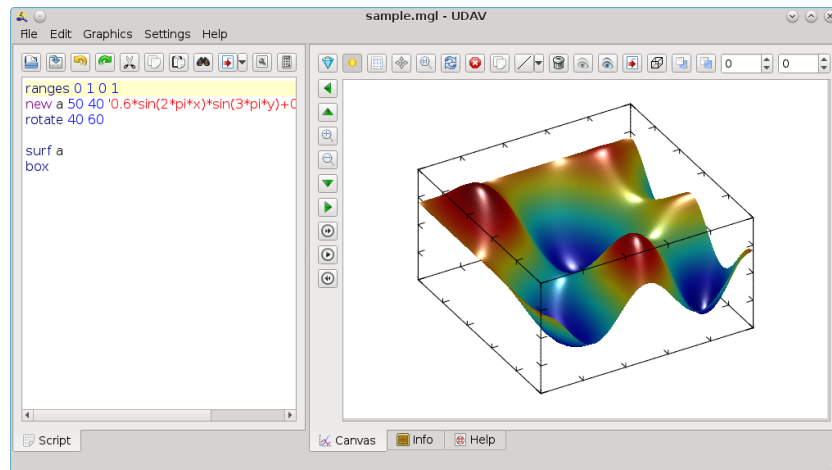 sample.mgl - UDAV
File Edit Graphics Settings Help
0 0
ranges 0 1 0 1
new a 50 40 '0.6*sin(2*pi*x)*sin(3*pi*y)+0
rotate 40 60
surf a
box
Script
Canvas Info Help